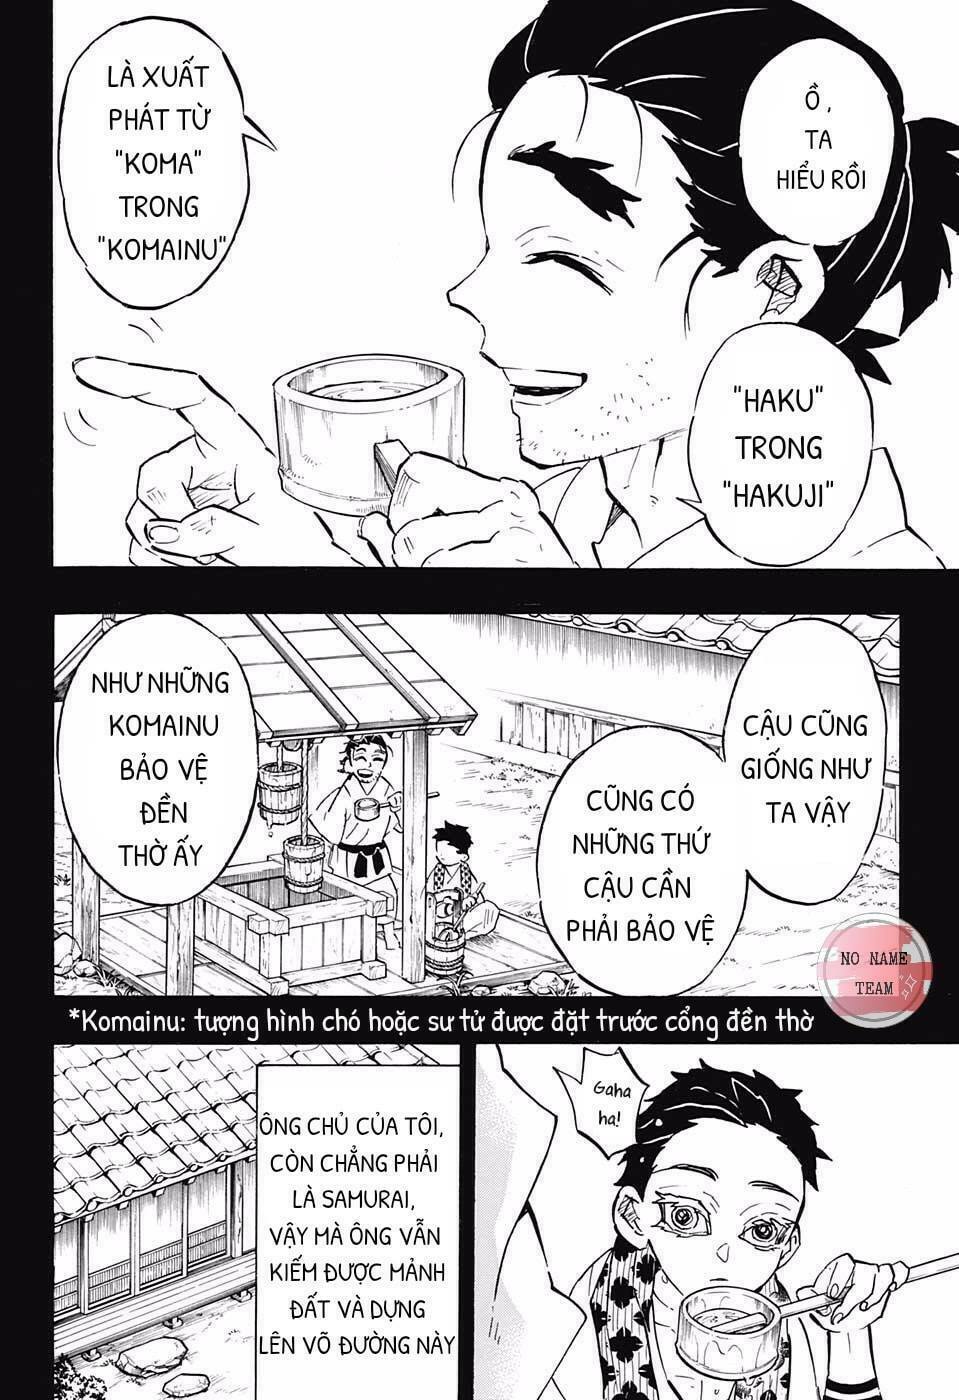 Ồ,
TA
HIỂU RỒI
"HAKU"
TRONG
"HAKUJI"
LÀ XUẤT
PHÁT TỪ
"KOMA"
TRONG
"KOMAINU"
CẬU CŨNG
GIỐNG NHƯ
TA VẬY
CŨNG CÓ
NHỮNG THỨ
CẬU CẦN
PHẢI BẢO VỆ
NHƯ NHỮNG
KOMAINU
BẢO VỆ
ĐỀN
THỜ ẤY
NO NAME
TEAM
*Komainu: tượng hình chó hoặc sư tử được đặt trước cổng đền thờ
Gaha
ha!
ÔNG CHỦ CỦA TÔI,
CÒN CHẲNG PHẢI
LÀ SAMURAI,
VẬY MÀ ÔNG VẪN
KIẾM ĐƯỢC MẢNH
ĐẤT VÀ DỰNG
LÊN VÕ ĐƯỜNG NÀY